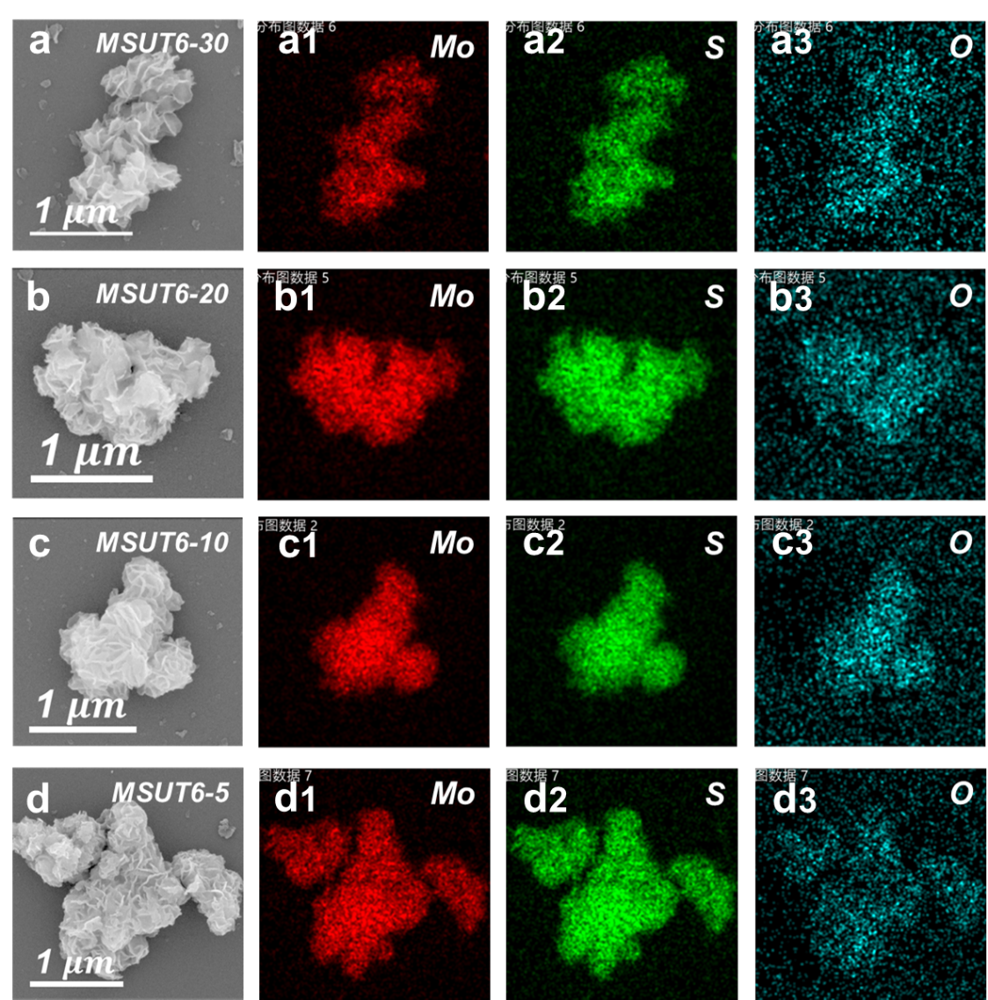 分布图数据 6
分布图数据 6
分布图数据 6
a
MSUT6-30
a1
Mo
a2
S
a3
O
1 μm
布图数据 5
布图数据 5
分布图数据 5
b
MSUT6-20
b1
Mo
b2
S
b3
O
1 μm
布图数据 2
图数据 2
布图数据 2
c
MSUT6-10
c1
Mo
c2
S
c3
O
1 μm
图数据 7
图数据 7
图数据 7
d
MSUT6-5
d1
Mo
d2
S
d3
O
1 μm